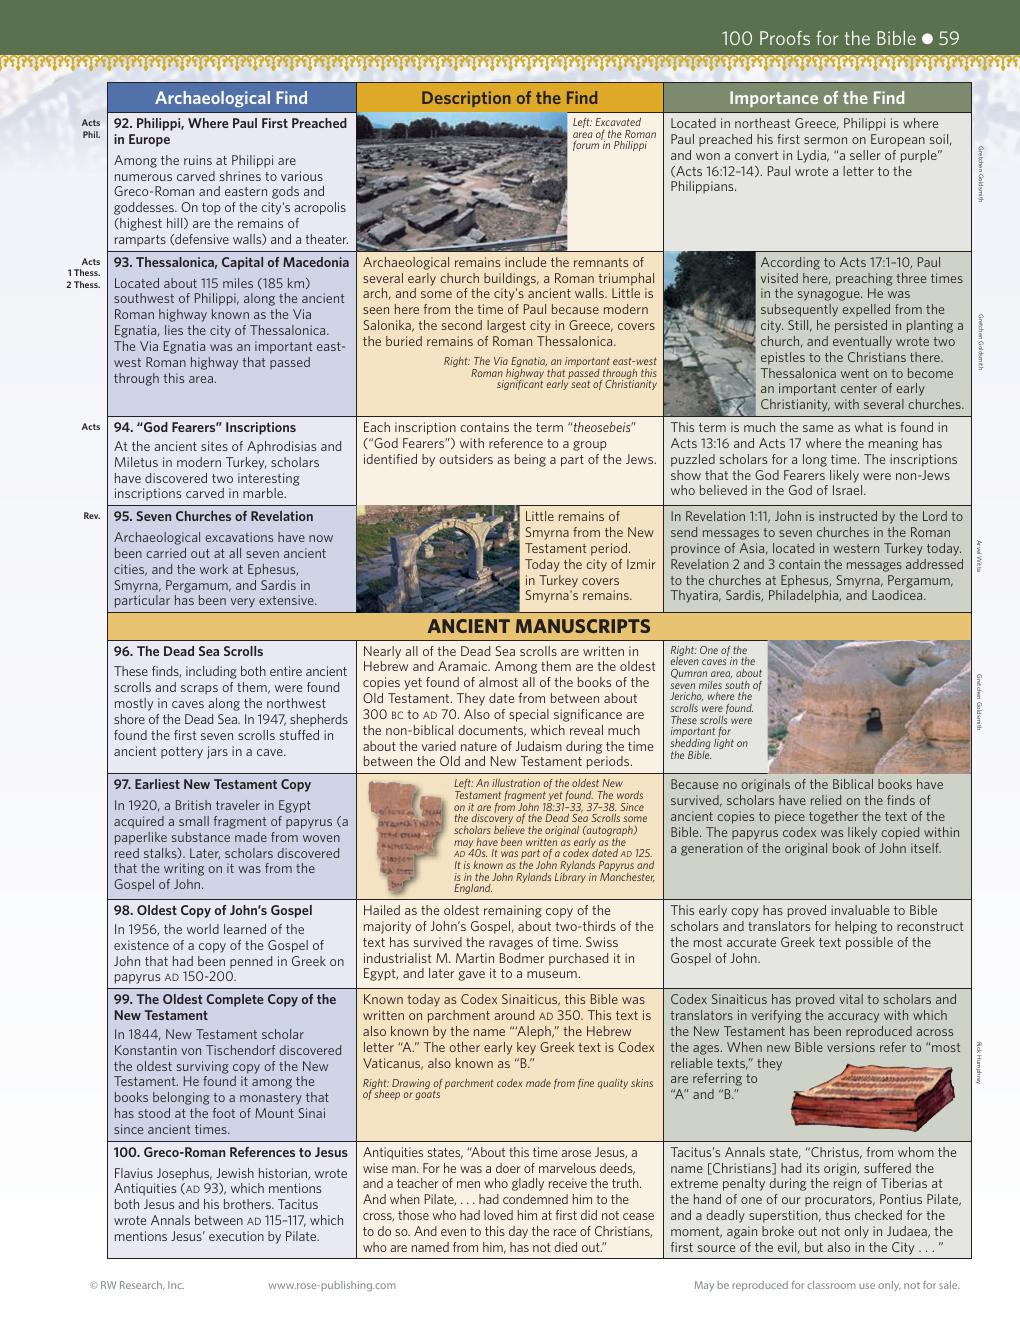 100 Proofs for the Bible ● 59
Archaeological Find
Description of the Find
Importance of the Find
Acts
Phil.
92. Philippi, Where Paul First Preached
in Europe
Among the ruins at Philippi are
numerous carved shrines to various
Greco-Roman and eastern gods and
goddesses. On top of the city's acropolis
(highest hill) are the remains of
ramparts (defensive walls) and a theater.
Left: Excavated
area of the Roman
forum in Philippi
Located in northeast Greece, Philippi is where
Paul preached his first sermon on European soil,
and won a convert in Lydia, “a seller of purple”
(Acts 16:12–14). Paul wrote a letter to the
Philippians.
Gretchen Goldsmith
Acts
1 Thess.
2 Thess.
93. Thessalonica, Capital of Macedonia
Located about 115 miles (185 km)
southwest of Philippi, along the ancient
Roman highway known as the Via
Egnatia, lies the city of Thessalonica.
The Via Egnatia was an important east-
west Roman highway that passed
through this area.
Archaeological remains include the remnants of
several early church buildings, a Roman triumphal
arch, and some of the city's ancient walls. Little is
seen here from the time of Paul because modern
Salonika, the second largest city in Greece, covers
the buried remains of Roman Thessalonica.
Right: The Via Egnatia, an important east-west
Roman highway that passed through this
significant early seat of Christianity
According to Acts 17:1–10, Paul
visited here, preaching three times
in the synagogue. He was
subsequently expelled from the
city. Still, he persisted in planting a
church, and eventually wrote two
epistles to the Christians there.
Thessalonica went on to become
an important center of early
Christianity, with several churches.
Gretchen Goldsmith
Acts
94. “God Fearers” Inscriptions
At the ancient sites of Aphrodisias and
Miletus in modern Turkey, scholars
have discovered two interesting
inscriptions carved in marble.
Each inscription contains the term “theosebeis”
(“God Fearers”) with reference to a group
identified by outsiders as being a part of the Jews.
This term is much the same as what is found in
Acts 13:16 and Acts 17 where the meaning has
puzzled scholars for a long time. The inscriptions
show that the God Fearers likely were non-Jews
who believed in the God of Israel.
Rev.
95. Seven Churches of Revelation
Archaeological excavations have now
been carried out at all seven ancient
cities, and the work at Ephesus,
Smyrna, Pergamum, and Sardis in
particular has been very extensive.
Little remains of
Smyrna from the New
Testament period.
Today the city of Izmir
in Turkey covers
Smyrna's remains.
In Revelation 1:11, John is instructed by the Lord to
send messages to seven churches in the Roman
province of Asia, located in western Turkey today.
Revelation 2 and 3 contain the messages addressed
to the churches at Ephesus, Smyrna, Pergamum,
Thyatira, Sardis, Philadelphia, and Laodicea.
ANCIENT MANUSCRIPTS
96. The Dead Sea Scrolls
These finds, including both entire ancient
scrolls and scraps of them, were found
mostly in caves along the northwest
shore of the Dead Sea. In 1947, shepherds
found the first seven scrolls stuffed in
ancient pottery jars in a cave.
Nearly all of the Dead Sea scrolls are written in
Hebrew and Aramaic. Among them are the oldest
copies yet found of almost all of the books of the
Old Testament. They date from between about
300 BC to AD 70. Also of special significance are
the non-biblical documents, which reveal much
about the varied nature of Judaism during the time
between the Old and New Testament periods.
Right: One of the
eleven caves in the
Qumran area, about
seven miles south of
Jericho, where the
scrolls were found.
These scrolls were
important for
shedding light on
the Bible.
Gretchen Goldsmith
97. Earliest New Testament Copy
In 1920, a British traveler in Egypt
acquired a small fragment of papyrus (a
paperlike substance made from woven
reed stalks). Later, scholars discovered
that the writing on it was from the
Gospel of John.
Left: An illustration of the oldest New
Testament fragment yet found. The words
on it are from John 18:31–33, 37–38. Since
the discovery of the Dead Sea Scrolls some
scholars believe the original (autograph)
may have been written as early as the
AD 40s. It was part of a codex dated AD 125.
It is known as the John Rylands Papyrus and
is in the John Rylands Library in Manchester,
England.
Because no originals of the Biblical books have
survived, scholars have relied on the finds of
ancient copies to piece together the text of the
Bible. The papyrus codex was likely copied within
a generation of the original book of John itself.
98. Oldest Copy of John’s Gospel
In 1956, the world learned of the
existence of a copy of the Gospel of
John that had been penned in Greek on
papyrus AD 150-200.
Hailed as the oldest remaining copy of the
majority of John’s Gospel, about two-thirds of the
text has survived the ravages of time. Swiss
industrialist M. Martin Bodmer purchased it in
Egypt, and later gave it to a museum.
This early copy has proved invaluable to Bible
scholars and translators for helping to reconstruct
the most accurate Greek text possible of the
Gospel of John.
99. The Oldest Complete Copy of the
New Testament
In 1844, New Testament scholar
Konstantin von Tischendorf discovered
the oldest surviving copy of the New
Testament. He found it among the
books belonging to a monastery that
has stood at the foot of Mount Sinai
since ancient times.
Known today as Codex Sinaiticus, this Bible was
written on parchment around AD 350. This text is
also known by the name “‘Aleph,” the Hebrew
letter “A.” The other early key Greek text is Codex
Vaticanus, also known as “B.”
Right: Drawing of parchment codex made from fine quality skins
of sheep or goats
Codex Sinaiticus has proved vital to scholars and
translators in verifying the accuracy with which
the New Testament has been reproduced across
the ages. When new Bible versions refer to “most
reliable texts,” they
are referring to
“A” and “B.”
Rick Humphrey
100. Greco-Roman References to Jesus
Flavius Josephus, Jewish historian, wrote
Antiquities (AD 93), which mentions
both Jesus and his brothers. Tacitus
wrote Annals between AD 115–117, which
mentions Jesus’ execution by Pilate.
Antiquities states, “About this time arose Jesus, a
wise man. For he was a doer of marvelous deeds,
and a teacher of men who gladly receive the truth.
And when Pilate, . . . had condemned him to the
cross, those who had loved him at first did not cease
to do so. And even to this day the race of Christians,
who are named from him, has not died out.”
Tacitus’s Annals state, “Christus, from whom the
name [Christians] had its origin, suffered the
extreme penalty during the reign of Tiberias at
the hand of one of our procurators, Pontius Pilate,
and a deadly superstition, thus checked for the
moment, again broke out not only in Judaea, the
first source of the evil, but also in the City . . . ”
© RW Research, Inc.
www.rose-publishing.com
May be reproduced for classroom use only, not for sale.